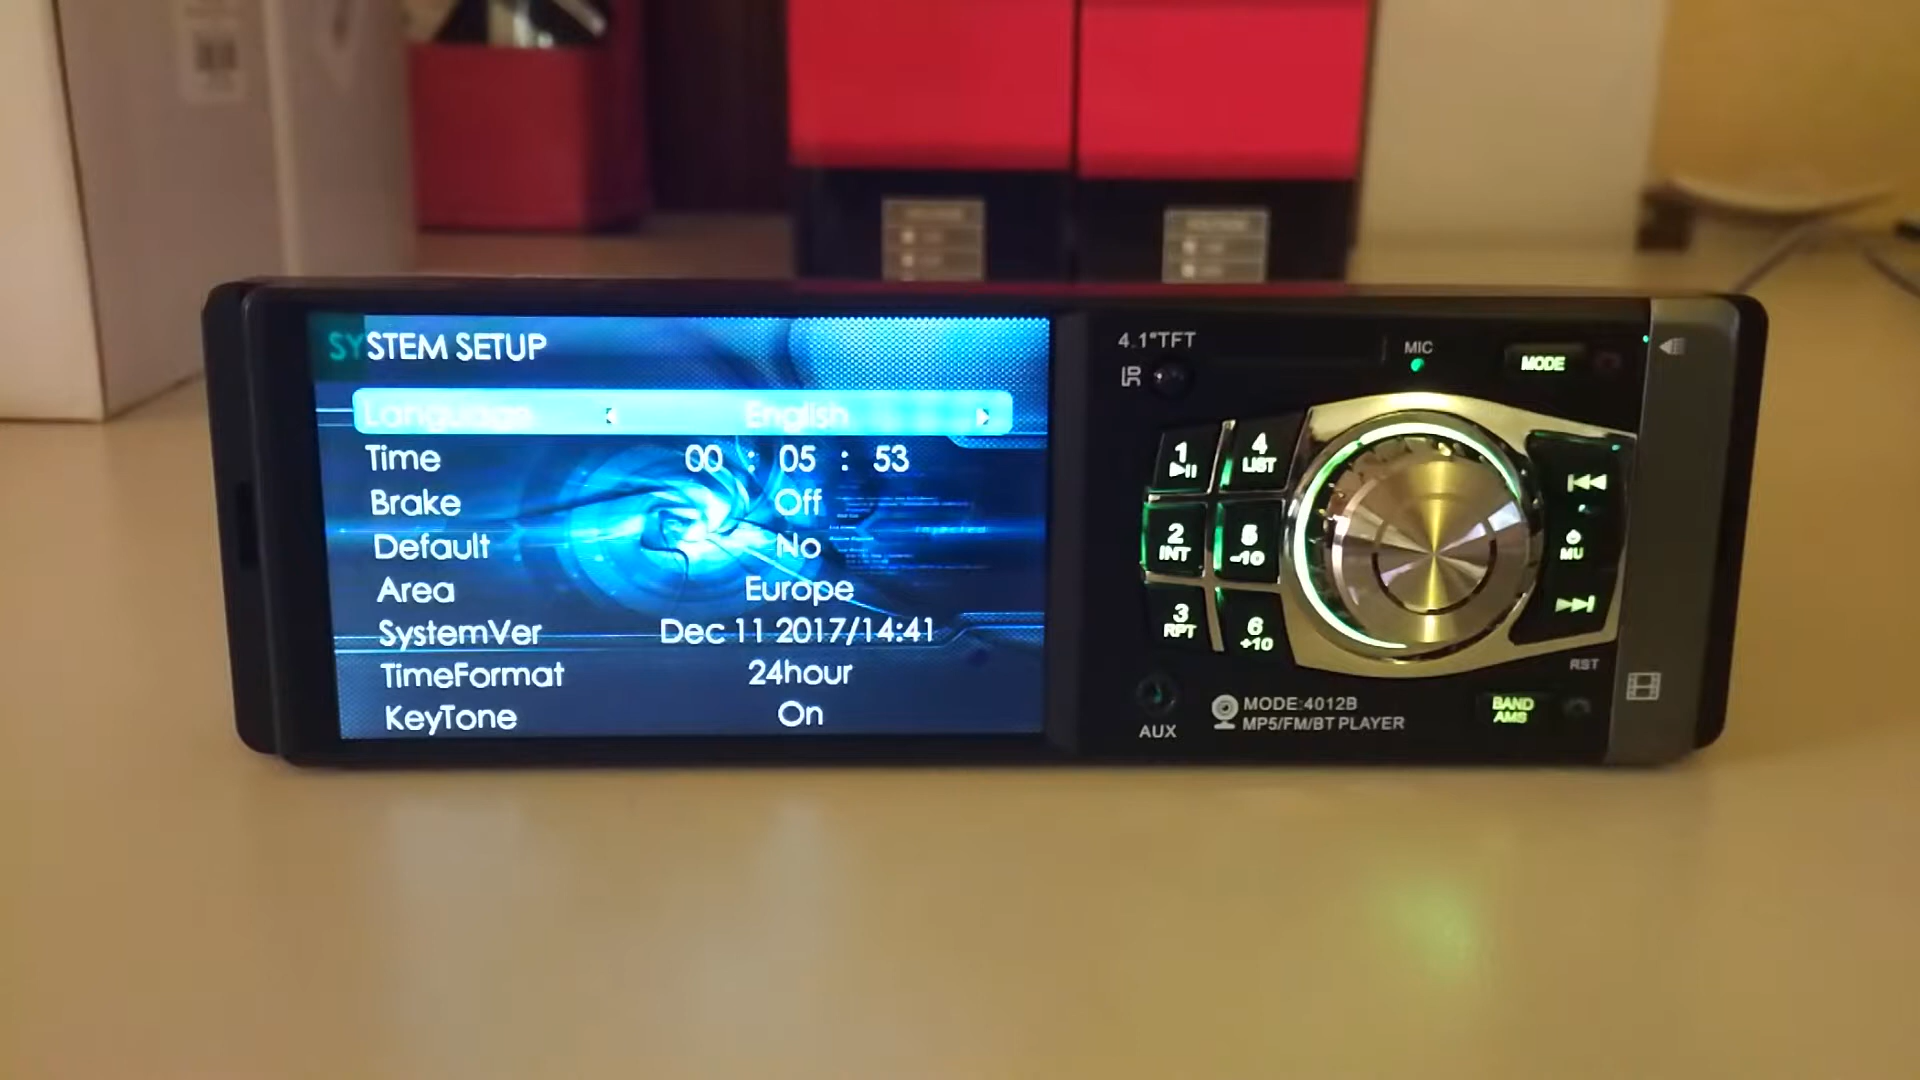 SYSTEM SETUP
Language English
Time 00 : 05 : 53
Brake Off
Default No
Area Europe
SystemVer Dec 11 2017/14:41
TimeFormat 24hour
KeyTone On
4.1"TFT
IR
MIC
MODE
1
4
LIST
2
INT
5
-10
3
RPT
6
+10
MU
RST
AUX
MODE:4012B
MP5/FM/BT PLAYER
BAND
AMS